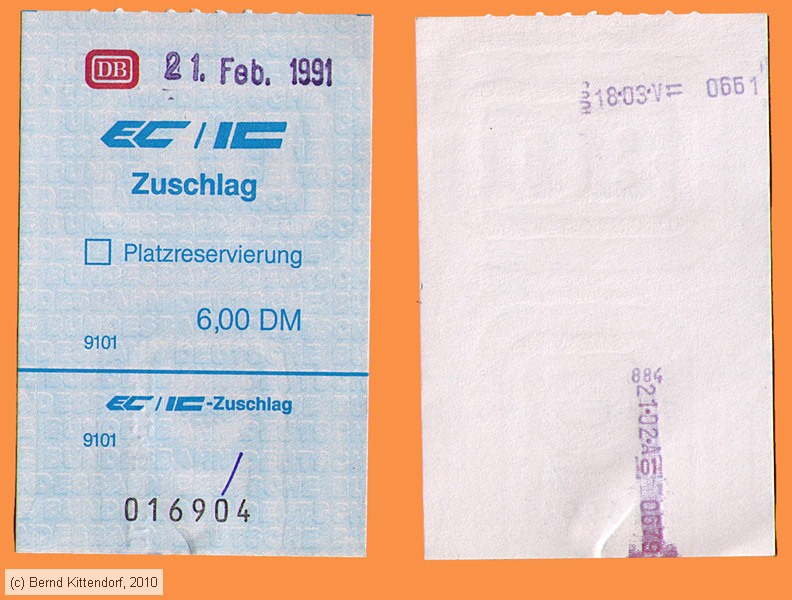 DB 21. Feb. 1991
EC / IC
Zuschlag
Platzreservierung
6,00 DM
9101
EC / IC-Zuschlag
9101
016904
18·03·V 0661
884
21·02·A
(c) Bernd Kittendorf, 2010